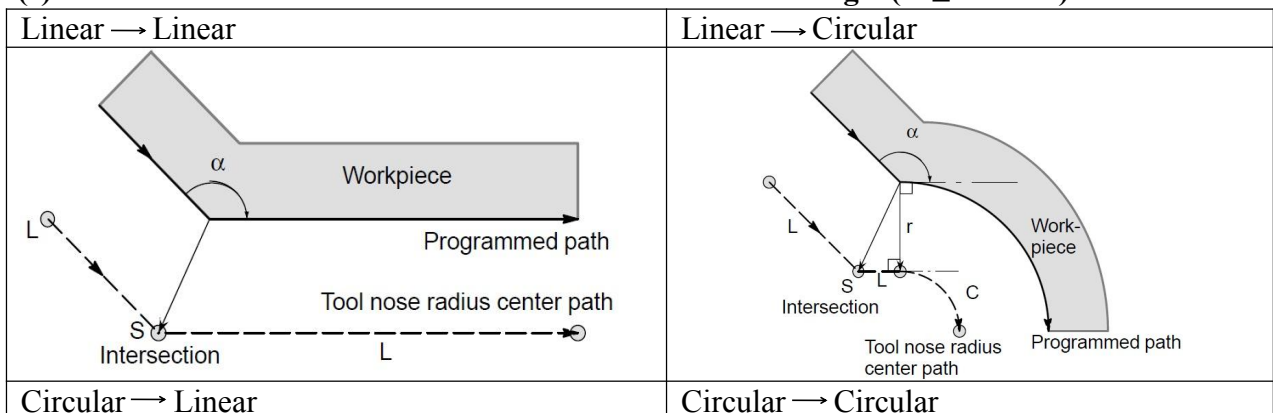 Linear → Linear
Linear → Circular
α
Workpiece
L
Programmed path
Tool nose radius center path
S
Intersection
L
α
Work-
piece
L
r
S
L
Intersection
C
Tool nose radius
center path
Programmed path
Circular → Linear
Circular → Circular